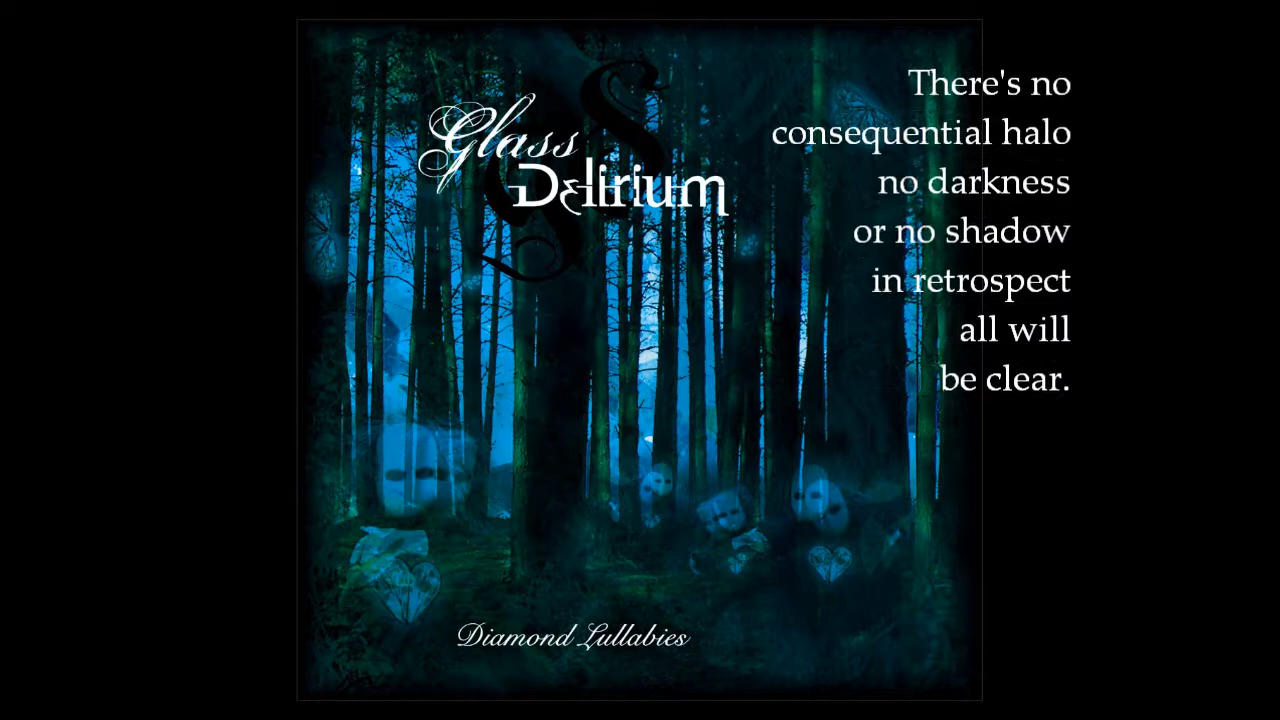 Glass
Delirium
There's no
consequential halo
no darkness
or no shadow
in retrospect
all will
be clear.
Diamond Lullabies